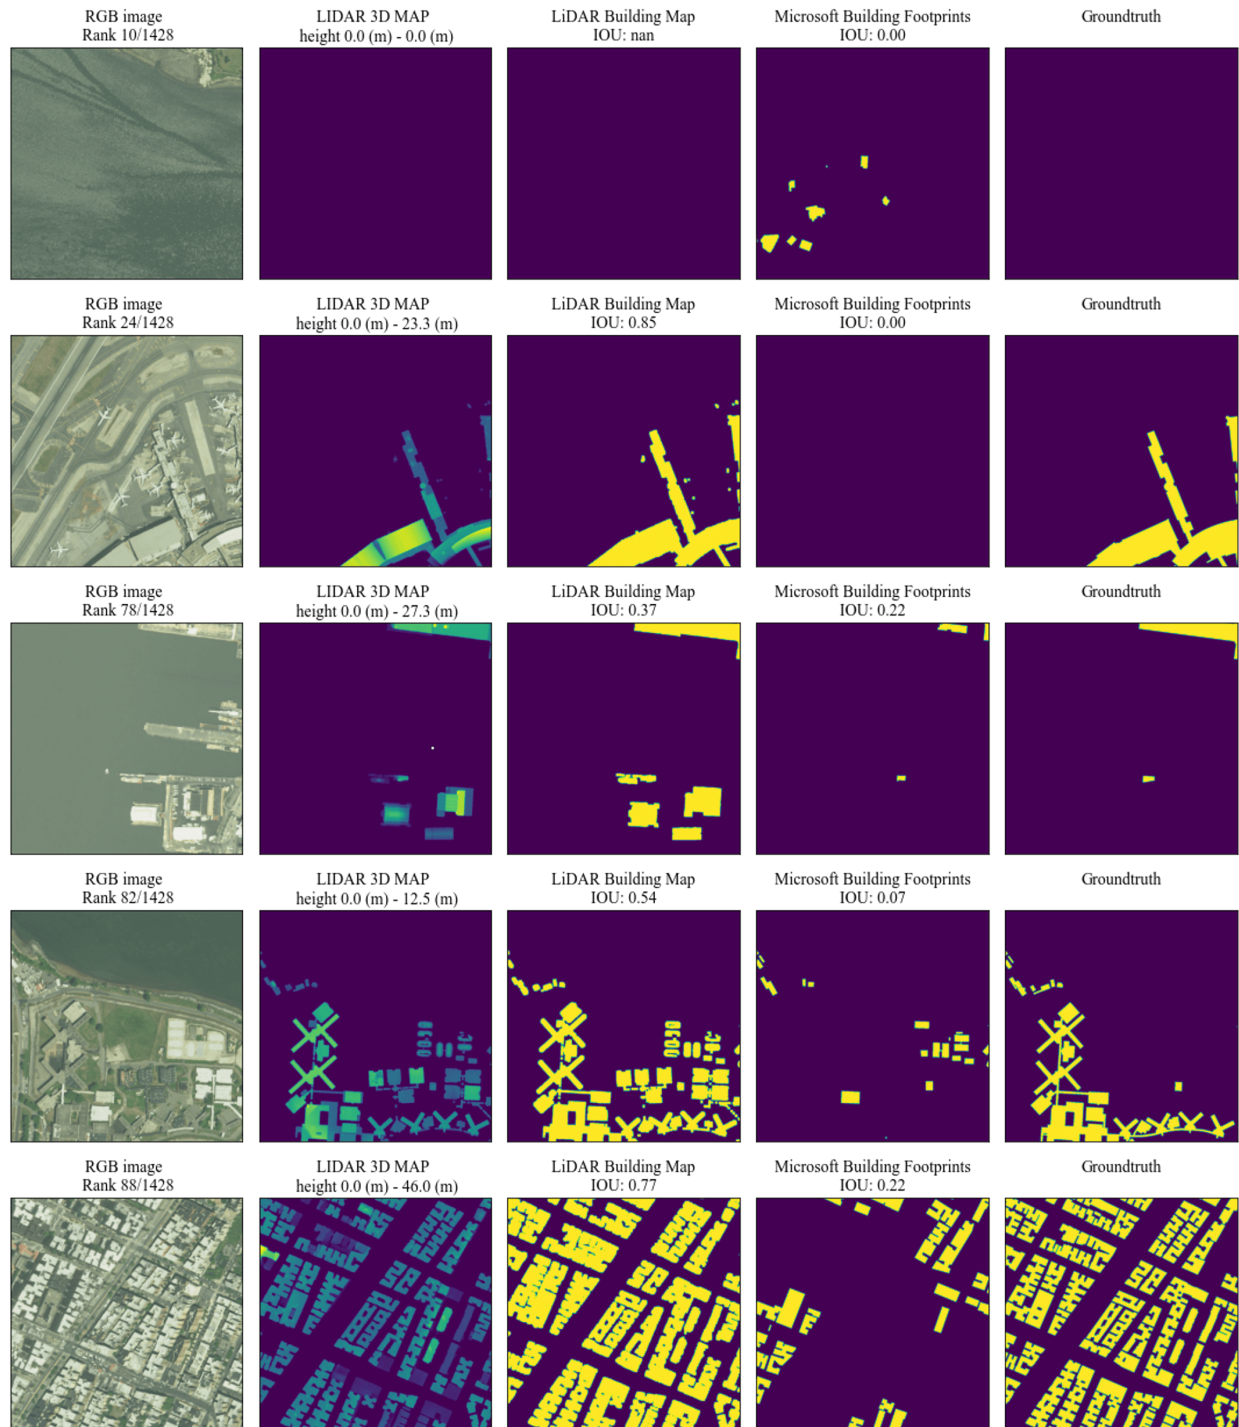 RGB image
Rank 10/1428
LIDAR 3D MAP
height 0.0 (m) - 0.0 (m)
LiDAR Building Map
IOU: nan
Microsoft Building Footprints
IOU: 0.00
Groundtruth
RGB image
Rank 24/1428
LIDAR 3D MAP
height 0.0 (m) - 23.3 (m)
LiDAR Building Map
IOU: 0.85
Microsoft Building Footprints
IOU: 0.00
Groundtruth
RGB image
Rank 78/1428
LIDAR 3D MAP
height 0.0 (m) - 27.3 (m)
LiDAR Building Map
IOU: 0.37
Microsoft Building Footprints
IOU: 0.22
Groundtruth
RGB image
Rank 82/1428
LIDAR 3D MAP
height 0.0 (m) - 12.5 (m)
LiDAR Building Map
IOU: 0.54
Microsoft Building Footprints
IOU: 0.07
Groundtruth
RGB image
Rank 88/1428
LIDAR 3D MAP
height 0.0 (m) - 46.0 (m)
LiDAR Building Map
IOU: 0.77
Microsoft Building Footprints
IOU: 0.22
Groundtruth